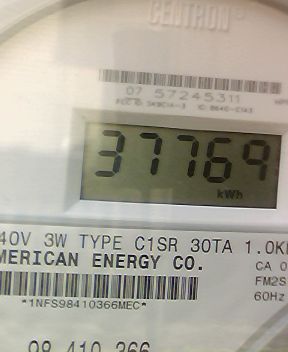 CENTRON®
07 57245311
37769
kWh
40V 3W TYPE C1SR 30TA 1.0K
MERICAN ENERGY CO.
CA 0
FM2S
60Hz
*1NFS98410366MEC*
98 410 366